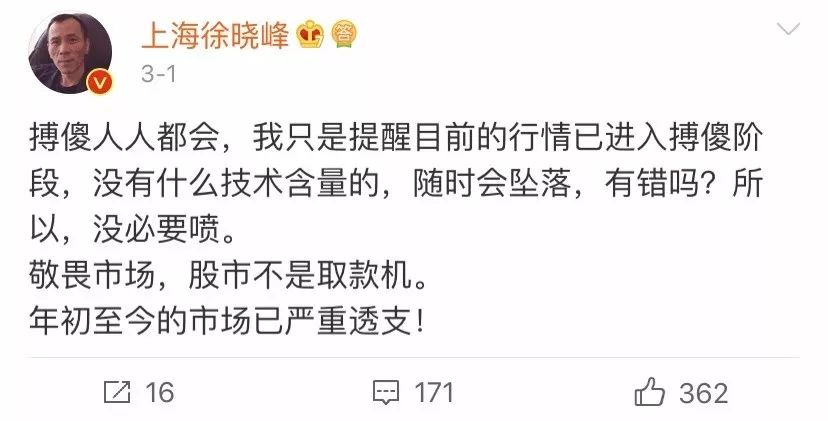 上海徐晓峰 答
3-1
搏傻人人都会，我只是提醒目前的行情已进入搏傻阶
段，没有什么技术含量的，随时会坠落，有错吗？所
以，没必要喷。
敬畏市场，股市不是取款机。
年初至今的市场已严重透支！
16 171 362